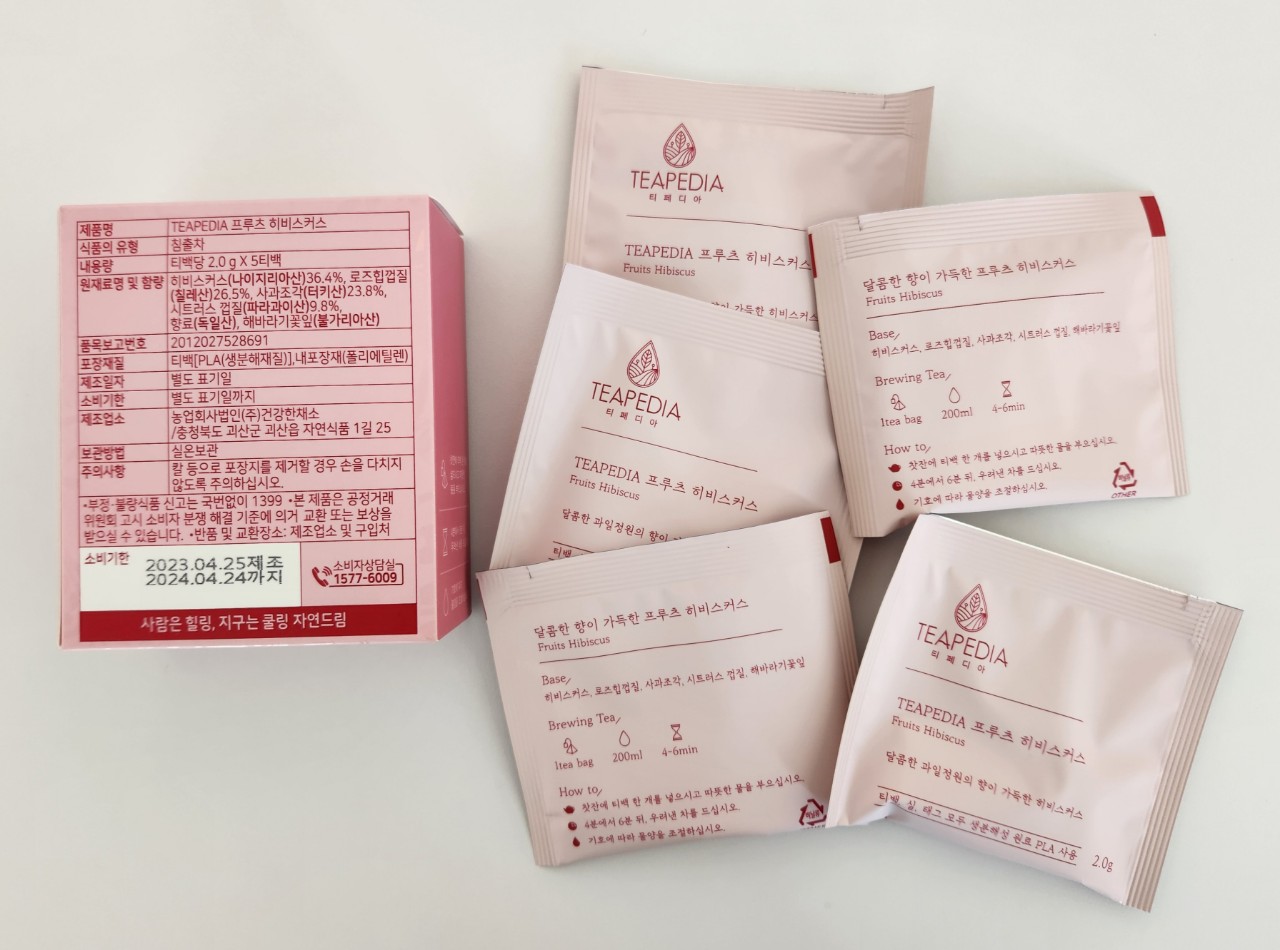 제품명 TEAPEDIA 프루츠 히비스커스
식품의 유형 침출차
내용량 티백당 2.0 g X 5티백
원재료명 및 함량 히비스커스(나이지리아산)36.4%, 로즈힙껍질
(칠레산)26.5%, 사과조각(터키산)23.8%,
시트러스 껍질(파라과이산)9.8%,
향료(독일산), 해바라기꽃잎(불가리아산)
품목보고번호 2012027528691
포장재질 티백[PLA(생분해재질)],내포장재(폴리에틸렌)
제조일자 별도 표기일
소비기한 별도 표기일까지
제조업소 농업회사법인(주)건강한채소
/충청북도 괴산군 괴산읍 자연식품 1길 25
보관방법 실온보관
주의사항 칼 등으로 포장지를 제거할 경우 손을 다치지
않도록 주의하십시오.
•부정·불량식품 신고는 국번없이 1399 •본 제품은 공정거래
위원회 고시 소비자 분쟁 해결 기준에 의거 교환 또는 보상을
받으실 수 있습니다. •반품 및 교환장소: 제조업소 및 구입처
소비기한 2023.04.25제조
2024.04.24까지
소비자상담실
1577-6009
사람은 힐링, 지구는 쿨링 자연드림
TEAPEDIA
티페디아
TEAPEDIA 프루츠 히비스커스
Fruits Hibiscus
가득한 히비스커스
달콤한 향이 가득한 프루츠 히비스커스
Fruits Hibiscus
Base
히비스커스, 로즈힙껍질, 사과조각, 시트러스 껍질, 해바라기꽃잎
Brewing Tea
1tea bag 200ml 4-6min
How to
찻잔에 티백 한 개를 넣으시고 따뜻한 물을 부으십시오.
4분에서 6분 뒤, 우려낸 차를 드십시오.
기호에 따라 물양을 조절하십시오.
OTHER
TEAPEDIA
티페디아
TEAPEDIA 프루츠 히비스커스
Fruits Hibiscus
달콤한 과일정원의 향이
티백
달콤한 향이 가득한 프루츠 히비스커스
Fruits Hibiscus
Base
히비스커스, 로즈힙껍질, 사과조각, 시트러스 껍질, 해바라기꽃잎
Brewing Tea
1tea bag 200ml 4-6min
How to
찻잔에 티백 한 개를 넣으시고 따뜻한 물을 부으십시오.
4분에서 6분 뒤, 우려낸 차를 드십시오.
기호에 따라 물양을 조절하십시오.
TEAPEDIA
티페디아
TEAPEDIA 프루츠 히비스커스
Fruits Hibiscus
달콤한 과일정원의 향이 가득한 히비스커스
티백, 실, 태그 모두 생분해성 원료 PLA 사용 2.0g